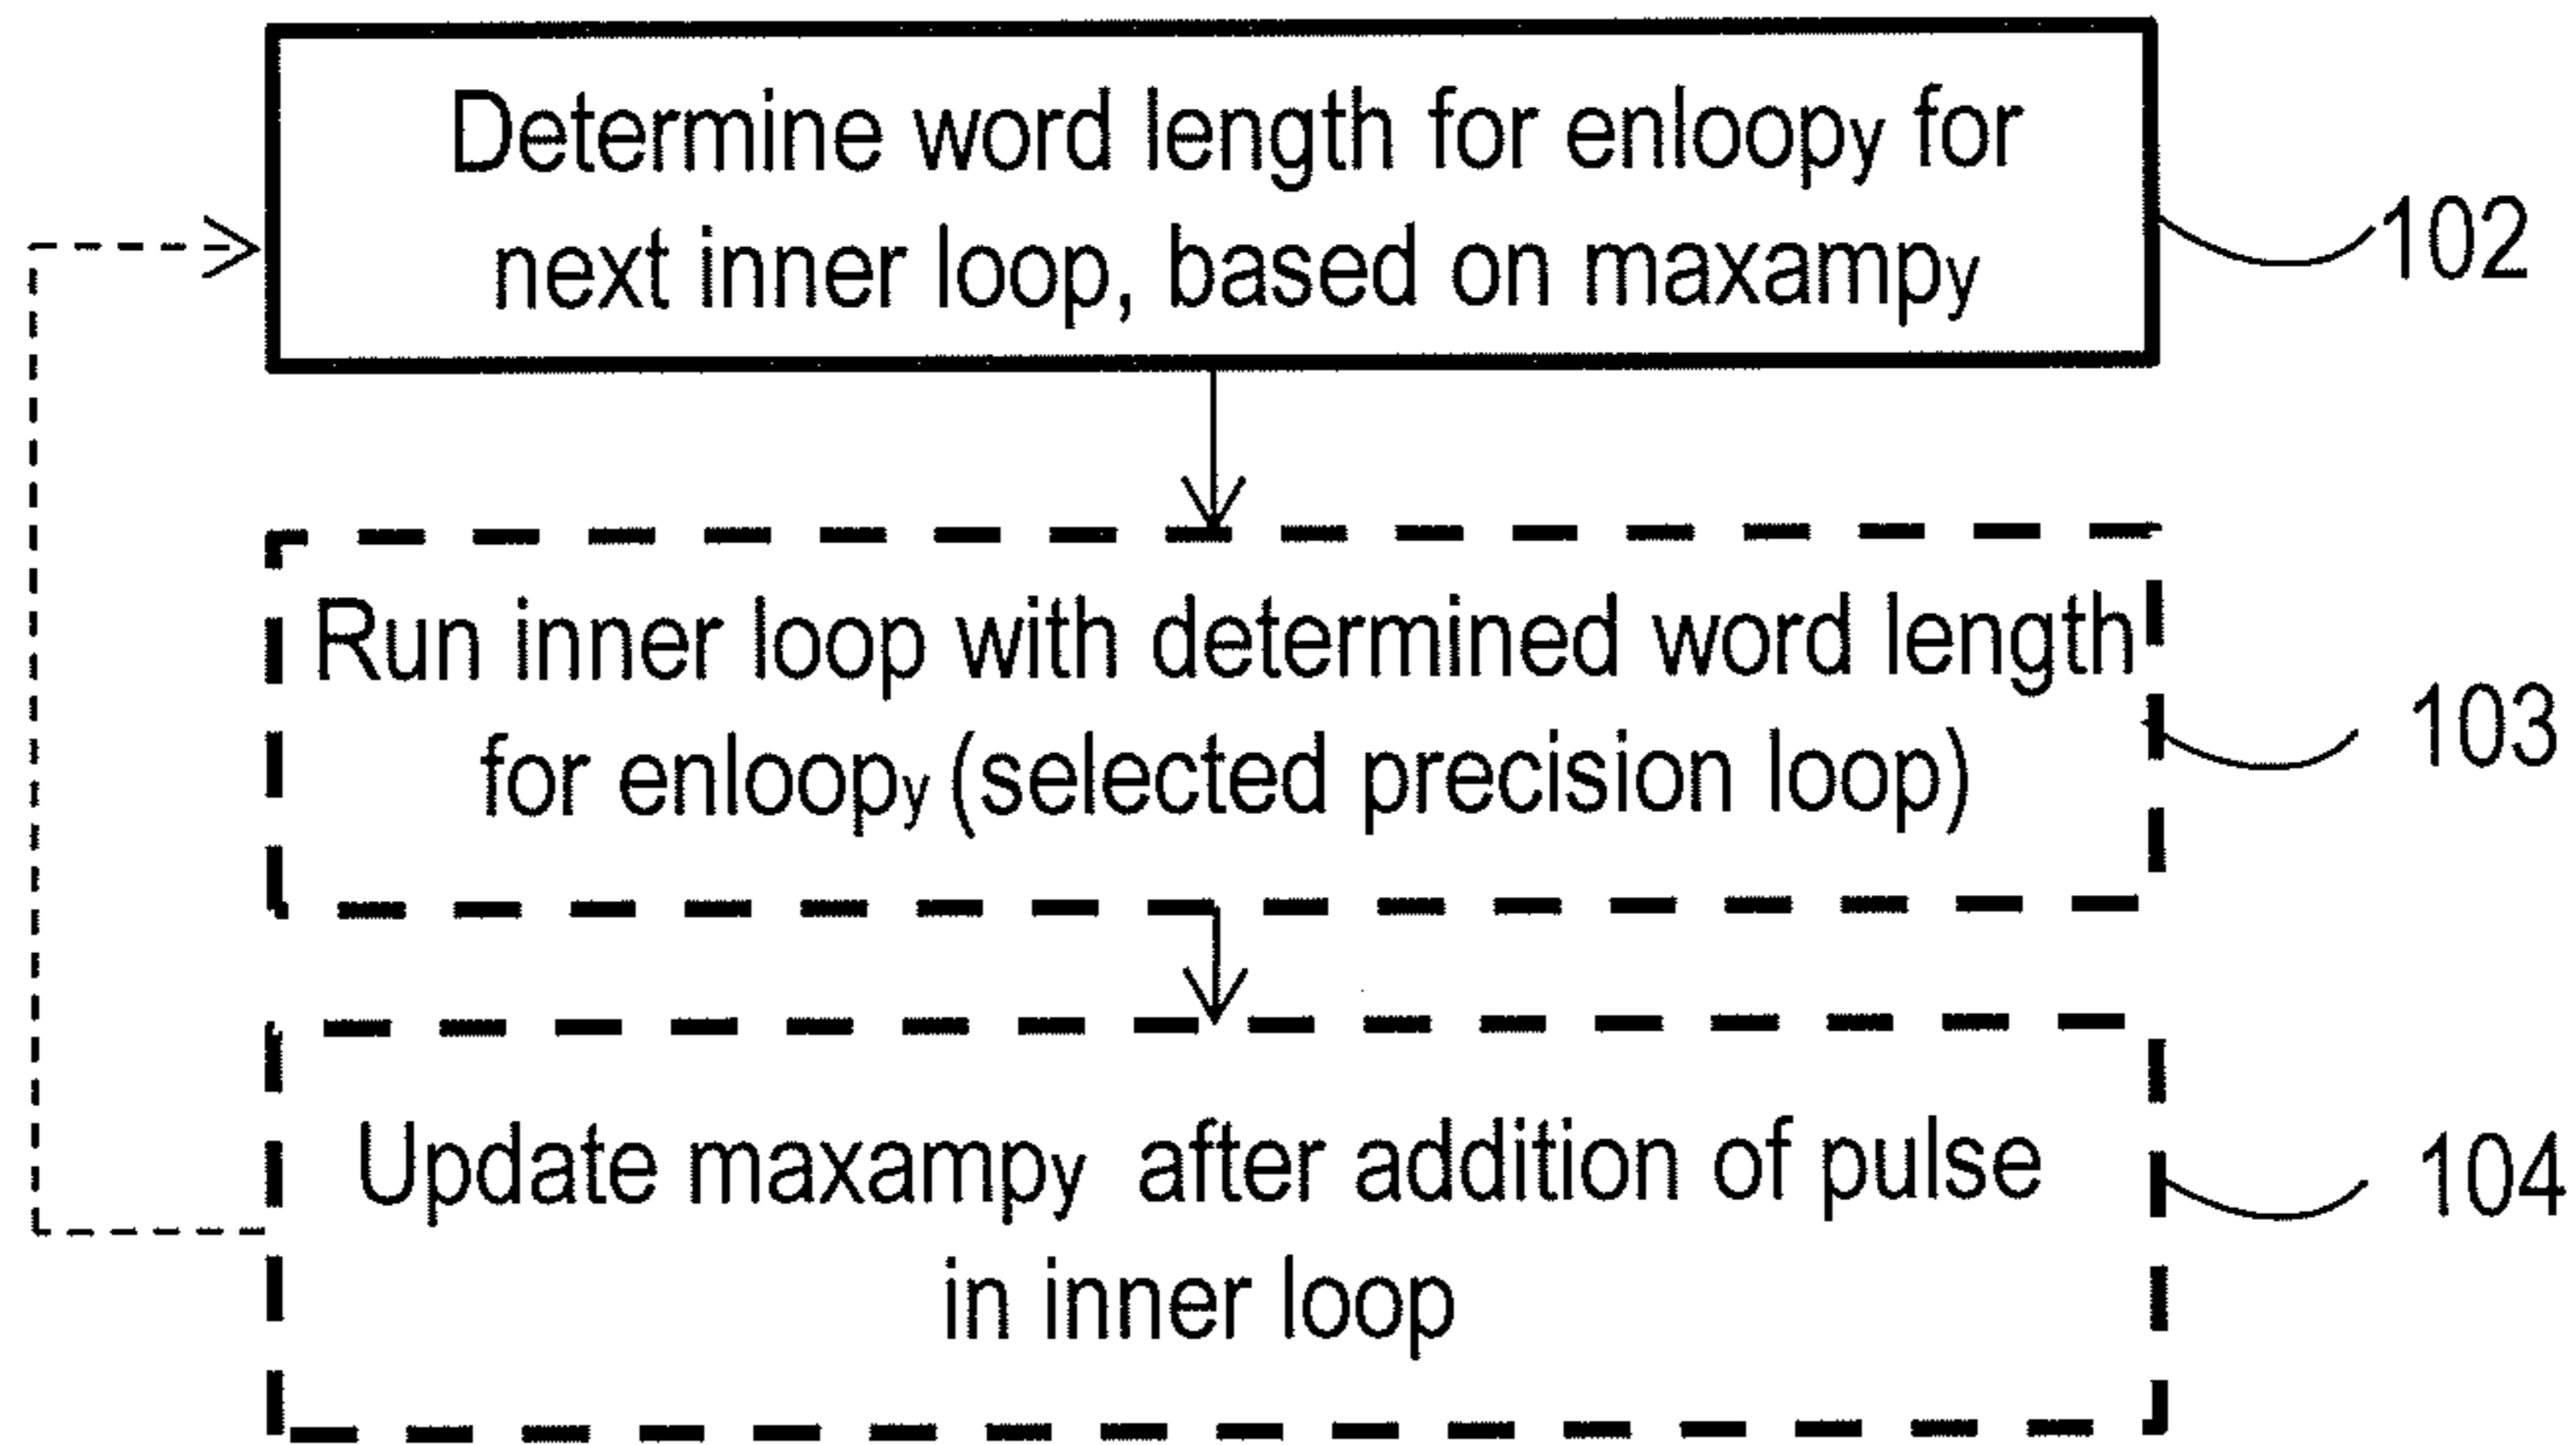 Determine word length for enloopy for
next inner loop, based on maxampy
102
Run inner loop with determined word length
for enloopy (selected precision loop)
103
Update maxampy after addition of pulse
in inner loop
104